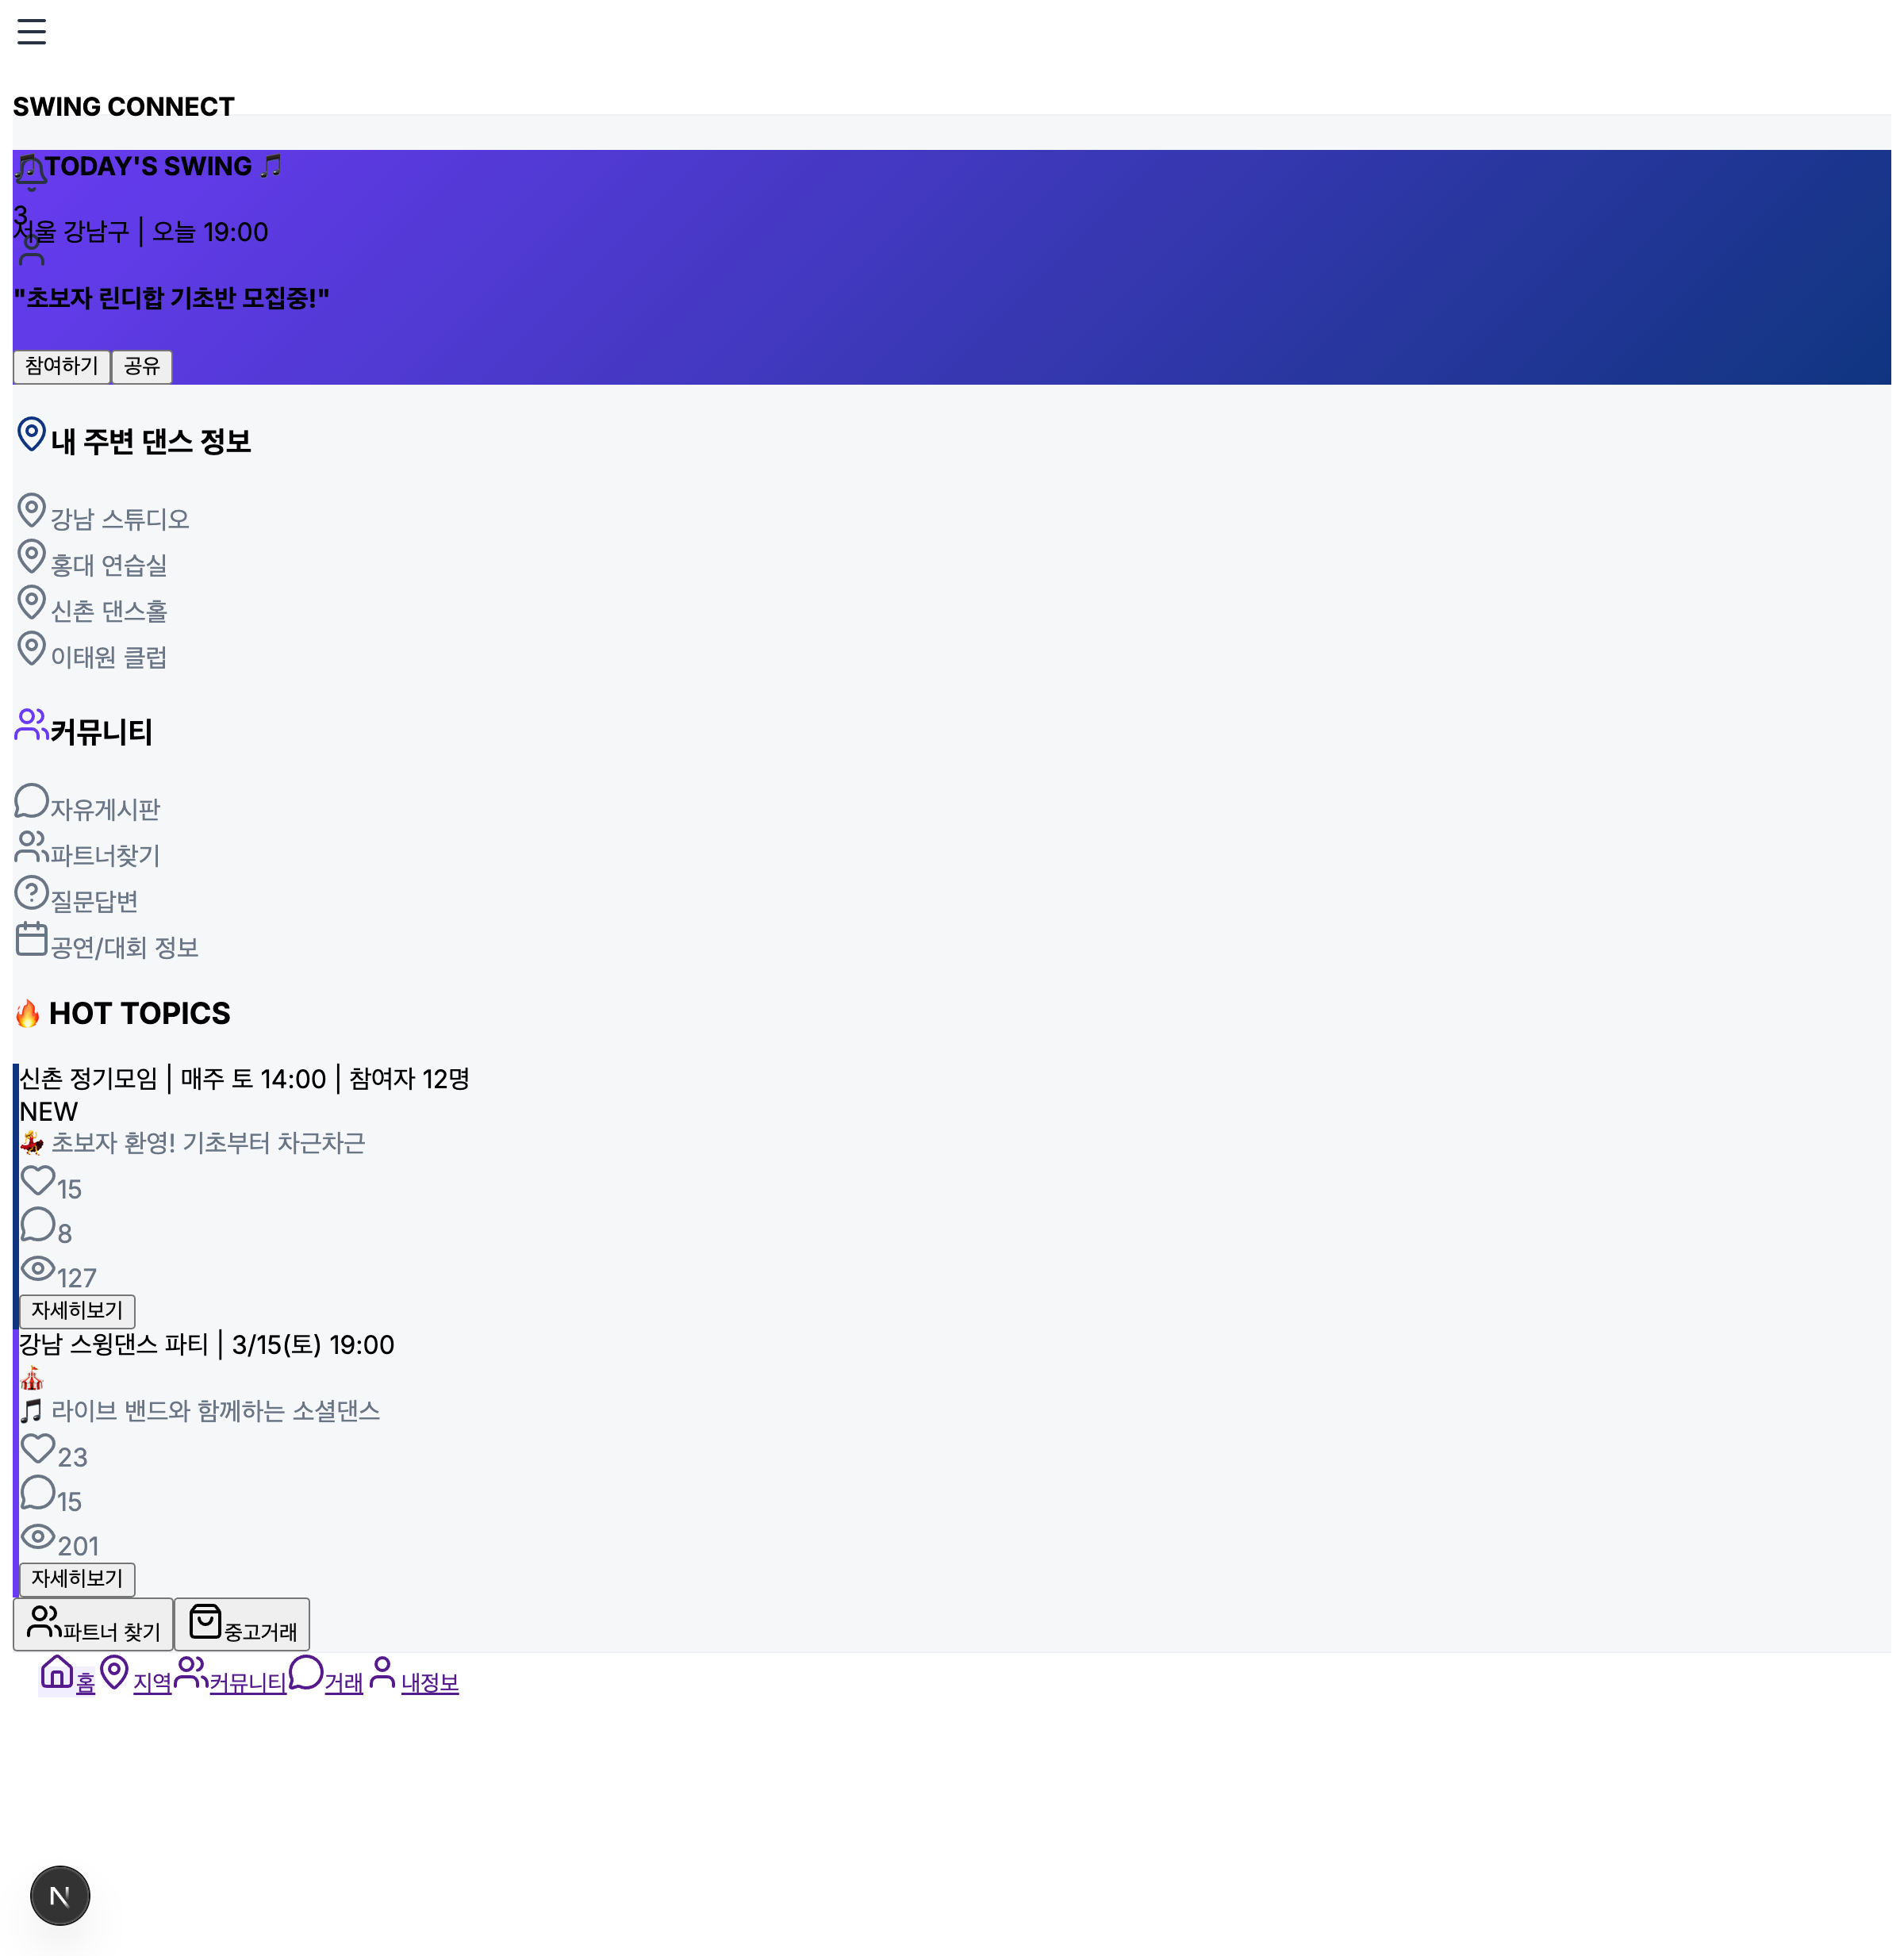 SWING CONNECT
🎵 TODAY'S SWING 🎵
3
서울 강남구 | 오늘 19:00
"초보자 린디합 기초반 모집중!"
참여하기 공유
내 주변 댄스 정보
강남 스튜디오
홍대 연습실
신촌 댄스홀
이태원 클럽
커뮤니티
자유게시판
파트너찾기
질문답변
공연/대회 정보
🔥 HOT TOPICS
신촌 정기모임 | 매주 토 14:00 | 참여자 12명
NEW
💃 초보자 환영! 기초부터 차근차근
15
8
127
자세히보기
강남 스윙댄스 파티 | 3/15(토) 19:00
🎪
🎵 라이브 밴드와 함께하는 소셜댄스
23
15
201
자세히보기
파트너 찾기 중고거래
홈 지역 커뮤니티 거래 내정보
N